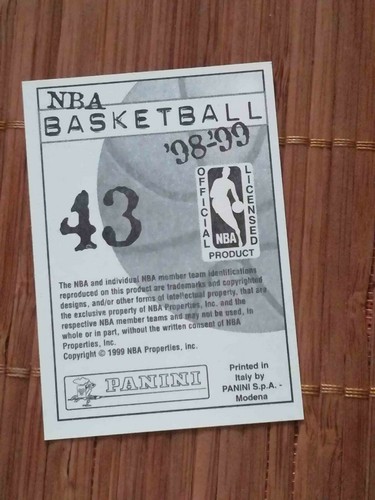 NBA
BASKETBALL
'98-'99
43
OFFICIAL
LICENSED
NBA
PRODUCT
The NBA and individual NBA member team identifications
reproduced on this product are trademarks and copyrighted
designs, and/or other forms of intellectual property, that are
the exclusive property of NBA Properties, Inc. and the
respective NBA member teams and may not be used, in
whole or in part, without the written consent of NBA
Properties, Inc.
Copyright © 1999 NBA Properties, Inc.
PANINI
Printed in
Italy by
PANINI S.p.A. -
Modena